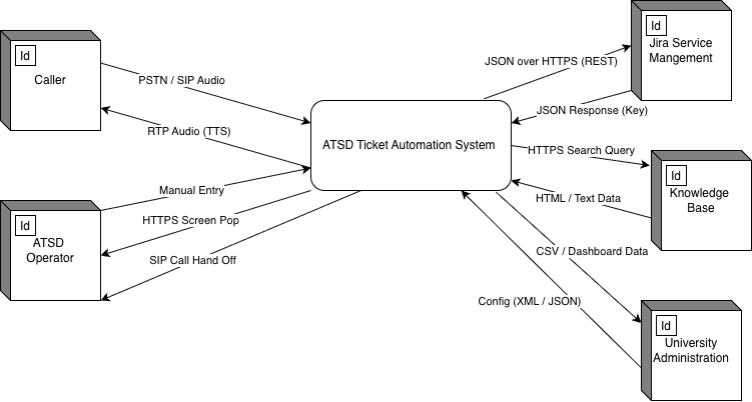 Id
Caller
PSTN / SIP Audio
RTP Audio (TTS)
Id
ATSD
Operator
Manual Entry
HTTPS Screen Pop
SIP Call Hand Off
ATSD Ticket Automation System
JSON over HTTPS (REST)
JSON Response (Key)
Id
Jira Service
Mangement
HTTPS Search Query
HTML / Text Data
Id
Knowledge
Base
CSV / Dashboard Data
Config (XML / JSON)
Id
University
Administration